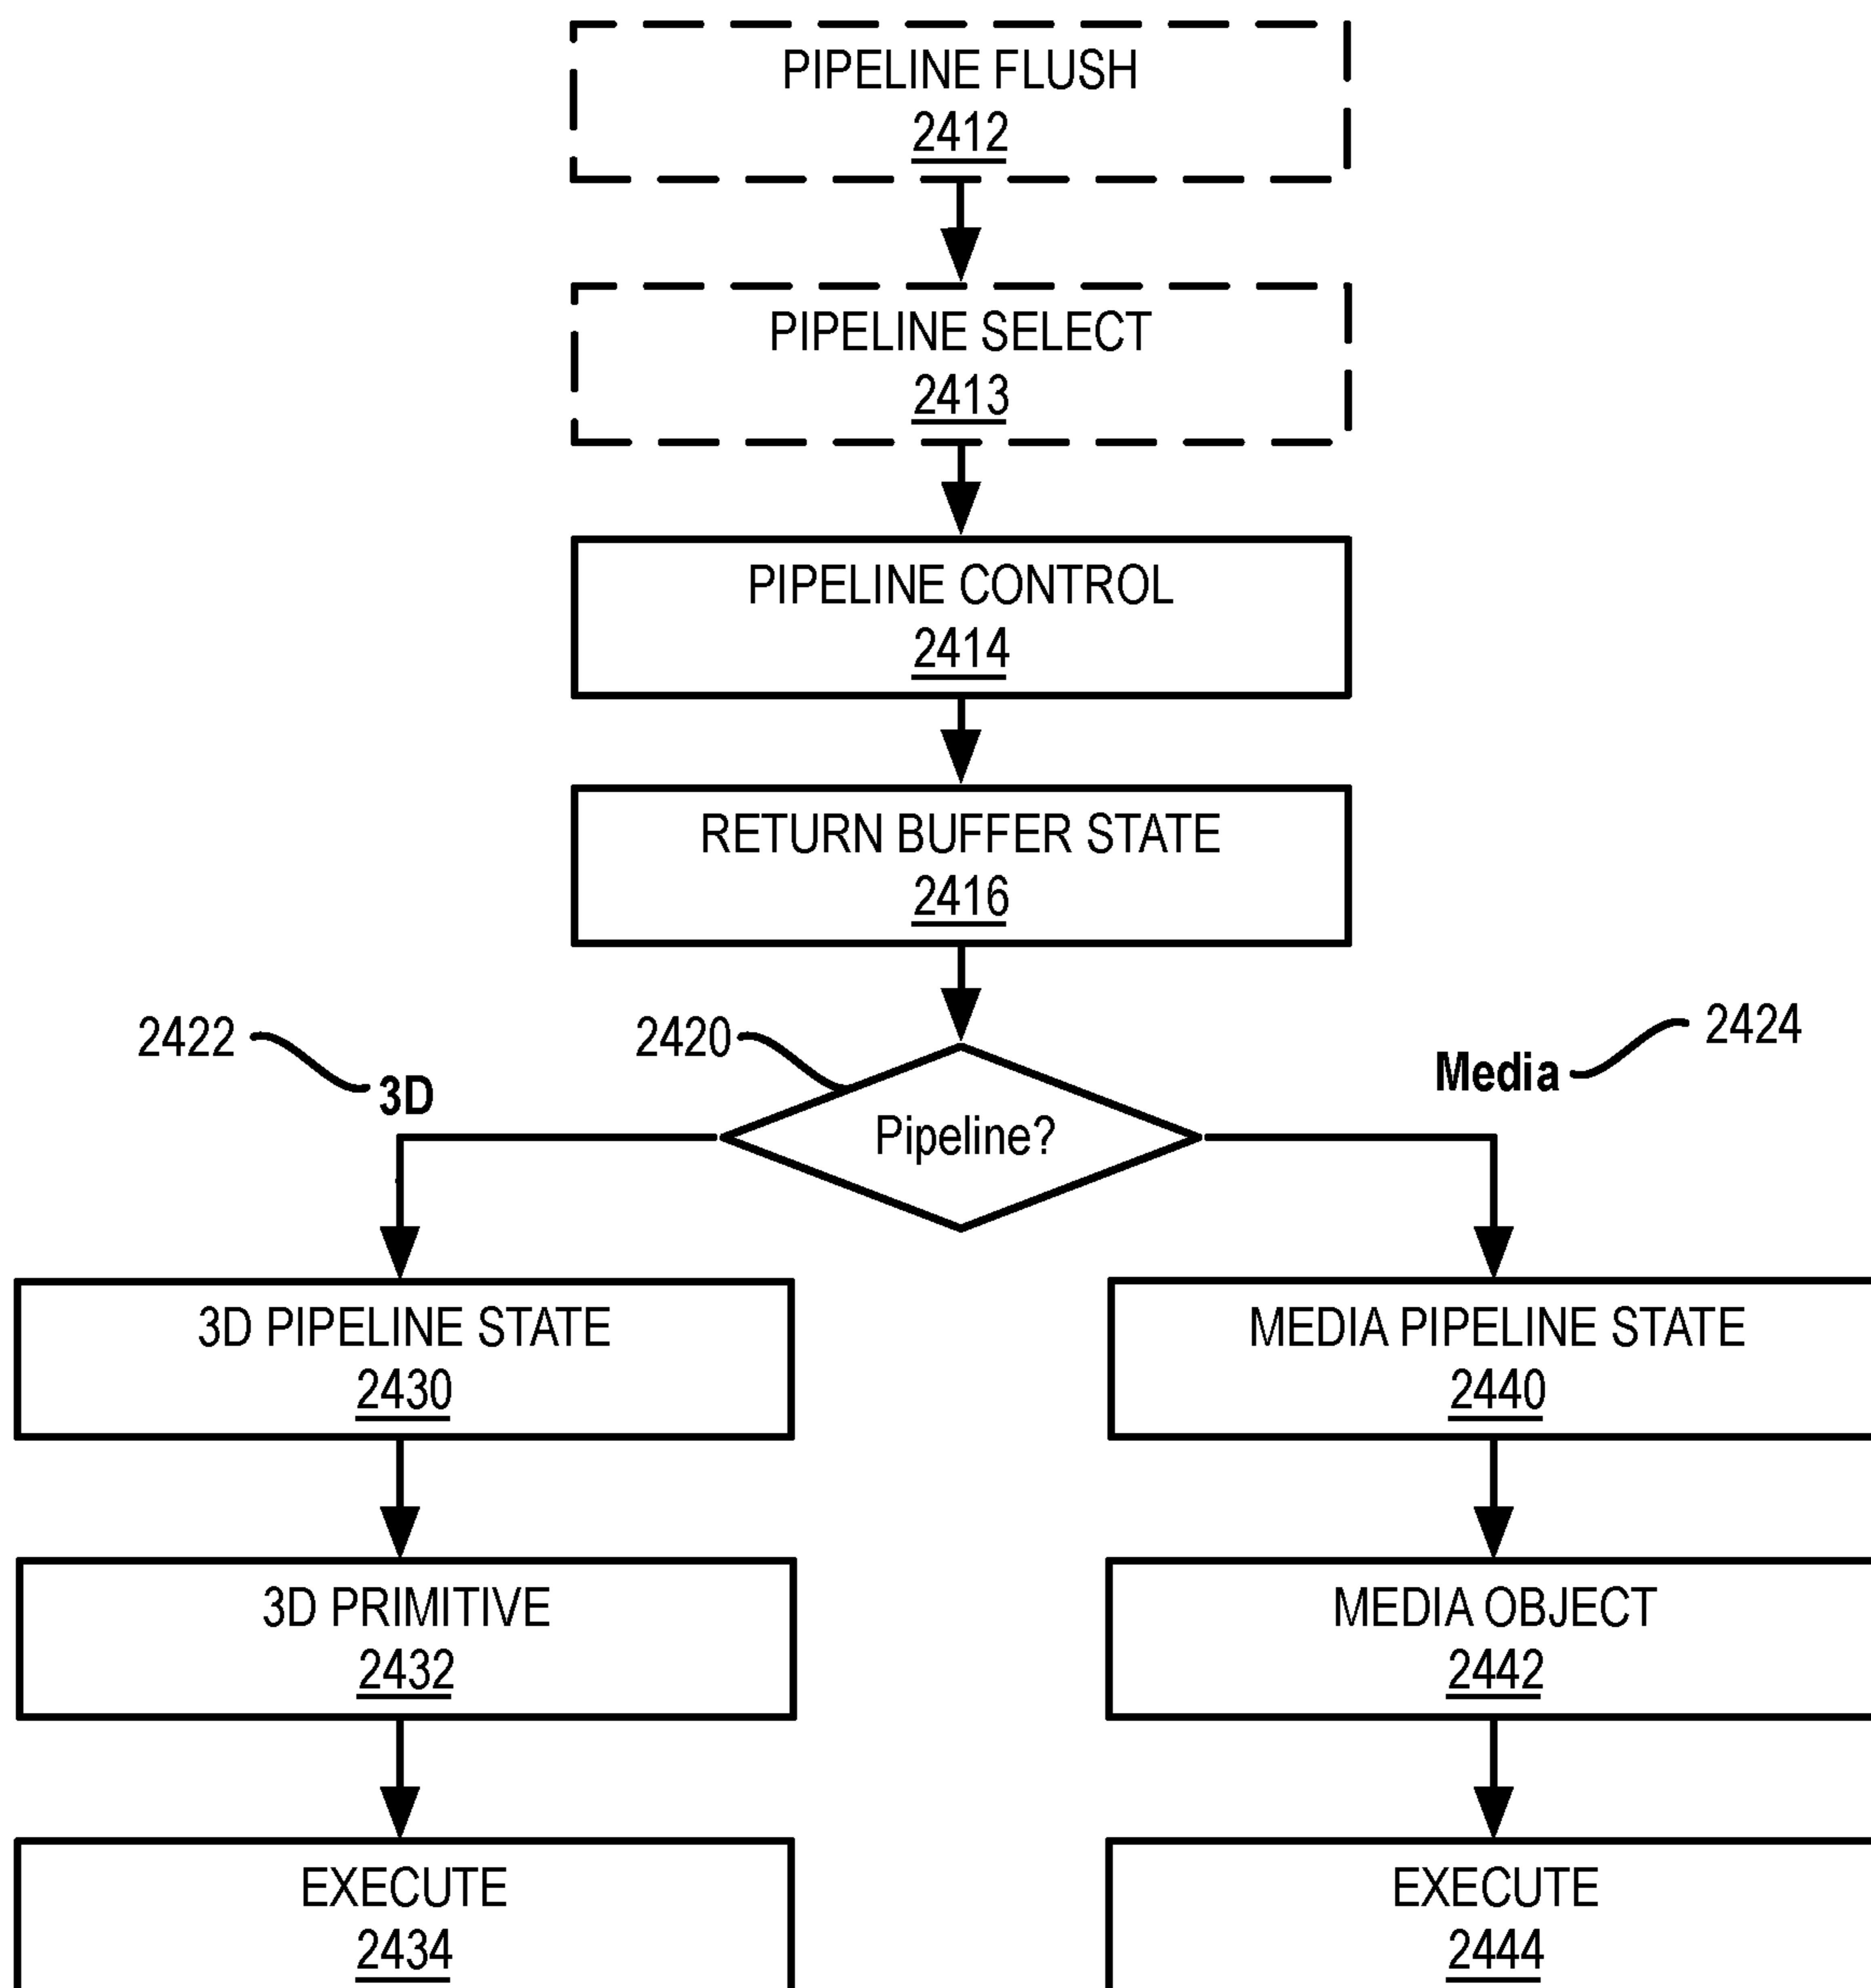 PIPELINE FLUSH
2412
PIPELINE SELECT
2413
PIPELINE CONTROL
2414
RETURN BUFFER STATE
2416
2422
3D
2420
Pipeline?
Media
2424
3D PIPELINE STATE
2430
MEDIA PIPELINE STATE
2440
3D PRIMITIVE
2432
MEDIA OBJECT
2442
EXECUTE
2434
EXECUTE
2444